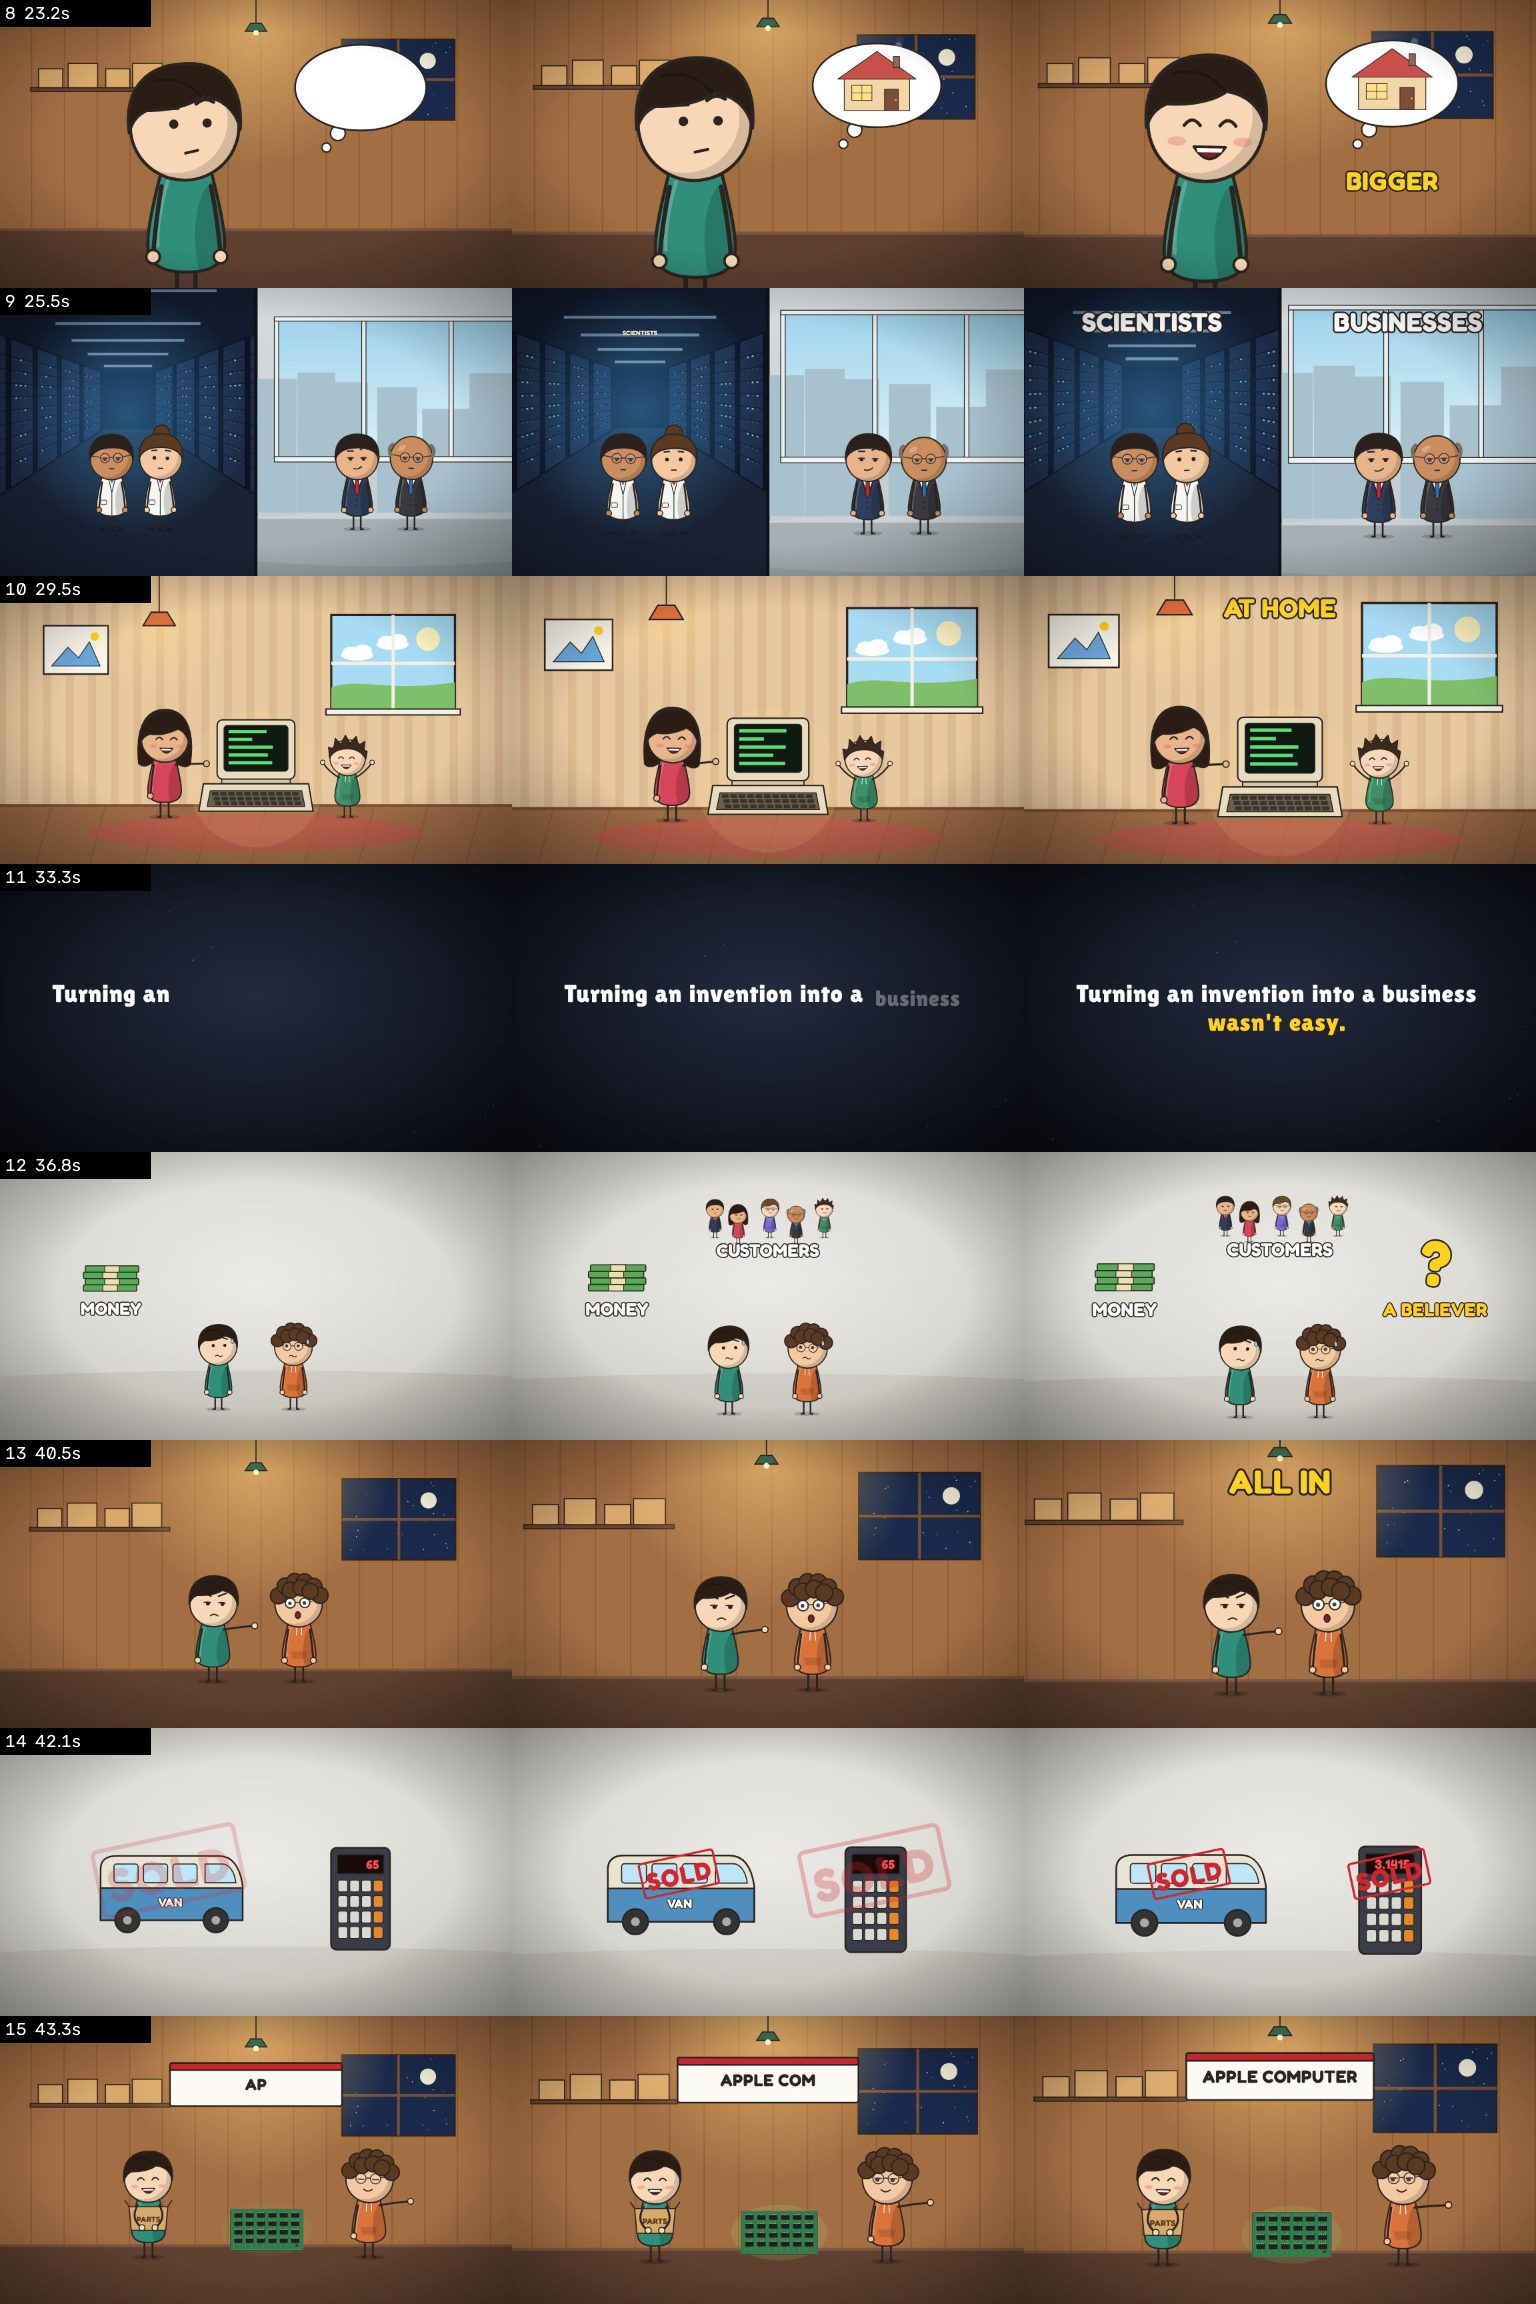 8 23.2s
BIGGER
9 25.5s
SCIENTISTS
SCIENTISTS
BUSINESSES
10 29.5s
AT HOME
11 33.3s
Turning an
Turning an invention into a business
Turning an invention into a business
wasn't easy.
12 36.8s
MONEY
CUSTOMERS
MONEY
CUSTOMERS
MONEY
?
A BELIEVER
13 40.5s
ALL IN
14 42.1s
SOLD
65
VAN
SOLD
65
SOLD
VAN
SOLD
3.1415
SOLD
VAN
15 43.3s
AP
PARTS
APPLE COM
PARTS
APPLE COMPUTER
PARTS